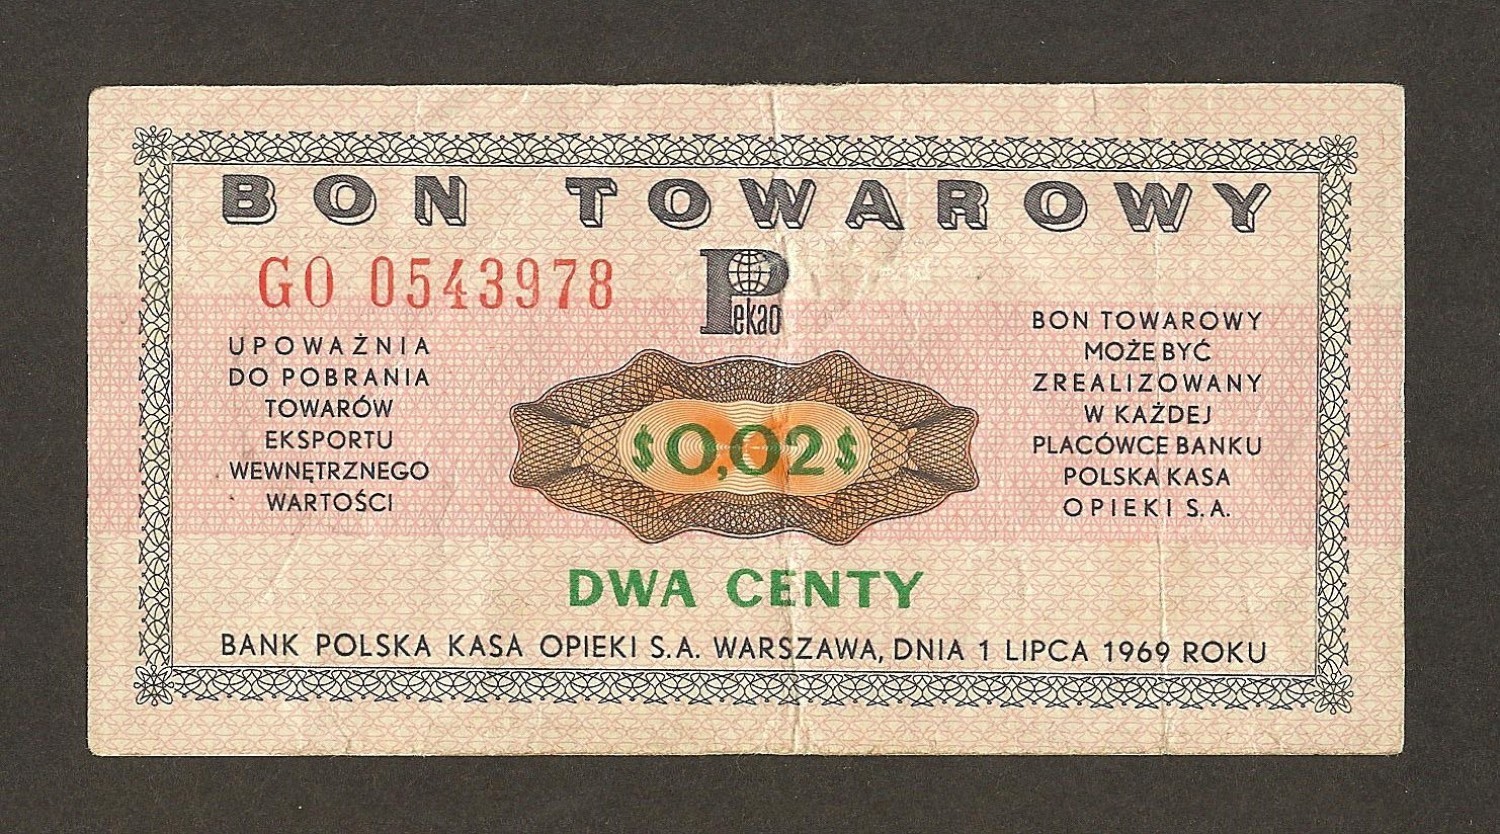 BON TOWAROWY
GO 0543978
Pekao
UPOWAŻNIA
DO POBRANIA
TOWARÓW
EKSPORTU
WEWNĘTRZNEGO
WARTOŚCI
$0,02$
BON TOWAROWY
MOŻE BYĆ
ZREALIZOWANY
W KAŻDEJ
PLACÓWCE BANKU
POLSKA KASA
OPIEKI S.A.
DWA CENTY
BANK POLSKA KASA OPIEKI S.A. WARSZAWA, DNIA 1 LIPCA 1969 ROKU